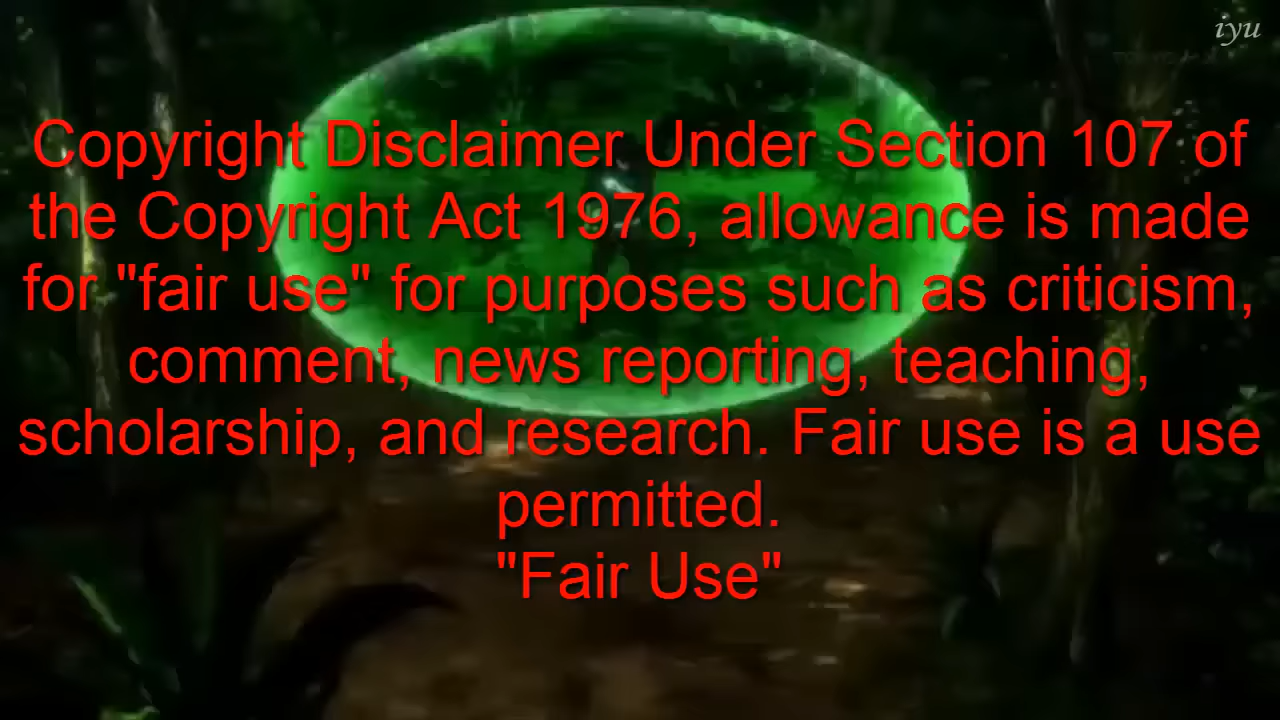 iyu
Copyright Disclaimer Under Section 107 of
the Copyright Act 1976, allowance is made
for "fair use" for purposes such as criticism,
comment, news reporting, teaching,
scholarship, and research. Fair use is a use
permitted.
"Fair Use"